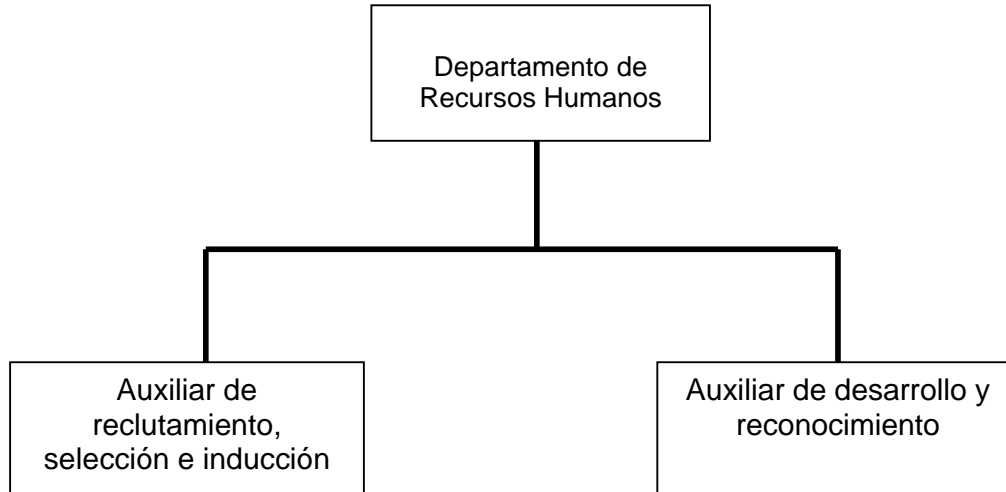 Departamento de
Recursos Humanos
Auxiliar de
reclutamiento,
selección e inducción
Auxiliar de desarrollo y
reconocimiento